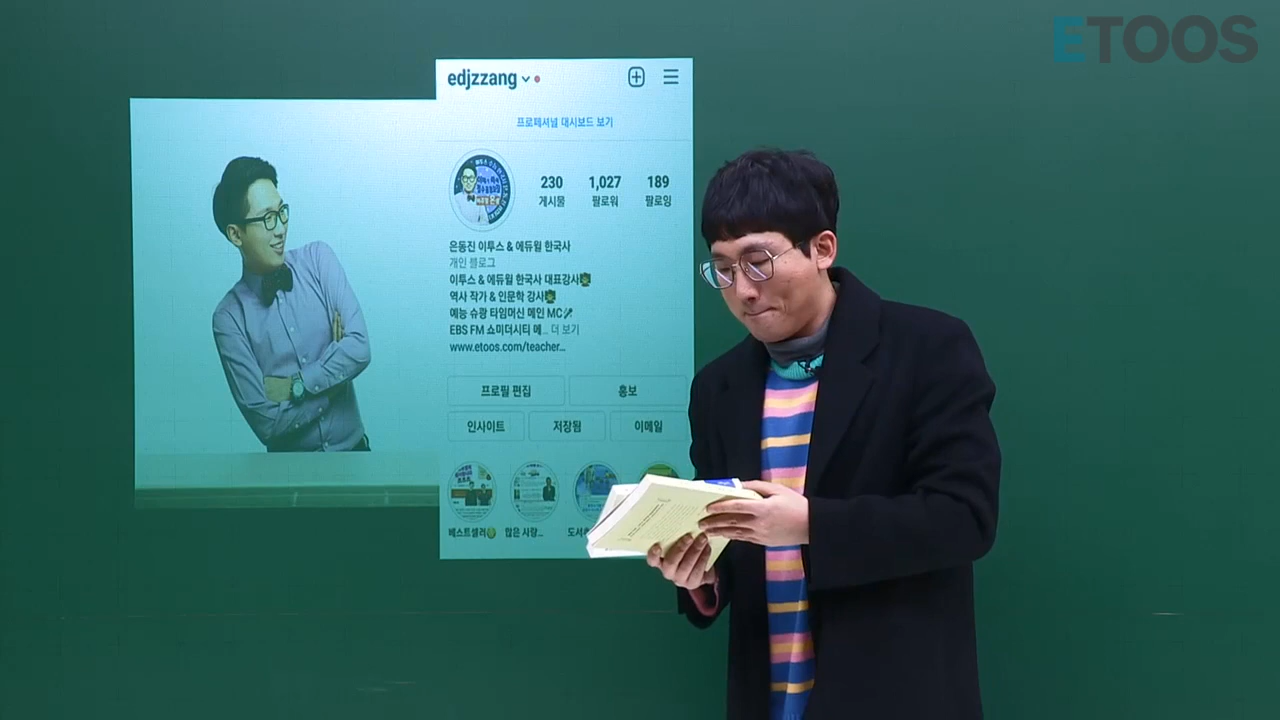 ETOOS
edjzzang
프로페셔널 대시보드 보기
230 1,027 189
게시물 팔로워 팔로잉
은동진 이투스 & 에듀윌 한국사
개인 블로그
이투스 & 에듀윌 한국사 대표강사
역사 작가 & 인문학 강사
예능 슈퐝 타임머신 메인 MC
EBS FM 쇼미더시티 메... 더 보기
www.etoos.com/teacher...
프로필 편집 홍보
인사이트 저장됨 이메일
베스트셀러 많은 사랑...